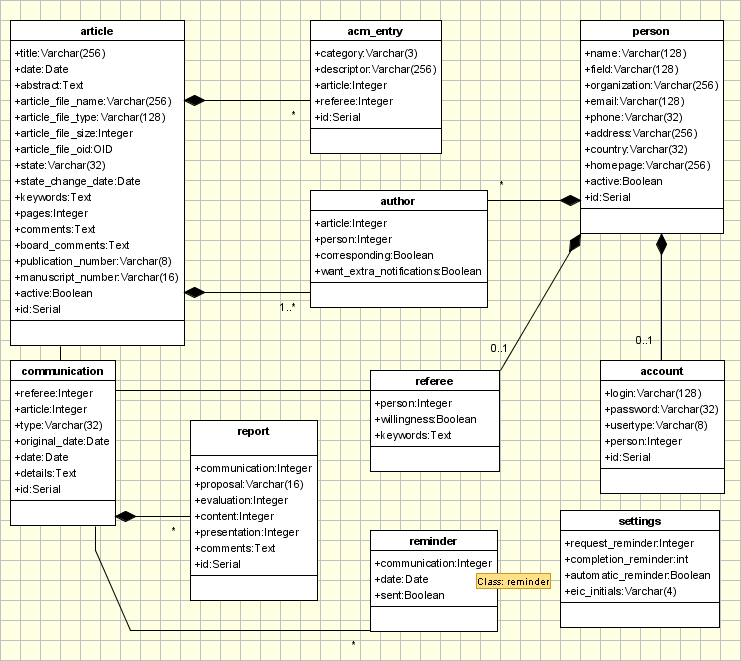 article
+title:Varchar(256)
+date:Date
+abstract:Text
+article_file_name:Varchar(256)
+article_file_type:Varchar(128)
+article_file_size:Integer
+article_file_oid:OID
+state:Varchar(32)
+state_change_date:Date
+keywords:Text
+pages:Integer
+comments:Text
+board_comments:Text
+publication_number:Varchar(8)
+manuscript_number:Varchar(16)
+active:Boolean
+id:Serial
acm_entry
+category:Varchar(3)
+descriptor:Varchar(256)
+article:Integer
+referee:Integer
+id:Serial
*
person
+name:Varchar(128)
+field:Varchar(128)
+organization:Varchar(256)
+email:Varchar(128)
+phone:Varchar(32)
+address:Varchar(256)
+country:Varchar(32)
+homepage:Varchar(256)
+active:Boolean
+id:Serial
*
author
+article:Integer
+person:Integer
+corresponding:Boolean
+want_extra_notifications:Boolean
1..*
0..1
0..1
communication
+referee:Integer
+article:Integer
+type:Varchar(32)
+original_date:Date
+date:Date
+details:Text
+id:Serial
*
report
+communication:Integer
+proposal:Varchar(16)
+evaluation:Integer
+content:Integer
+presentation:Integer
+comments:Text
+id:Serial
referee
+person:Integer
+willingness:Boolean
+keywords:Text
account
+login:Varchar(128)
+password:Varchar(32)
+usertype:Varchar(8)
+person:Integer
+id:Serial
reminder
+communication:Integer
+date:Date
+sent:Boolean
Class: reminder
*
settings
+request_reminder:Integer
+completion_reminder:int
+automatic_reminder:Boolean
+eic_initials:Varchar(4)